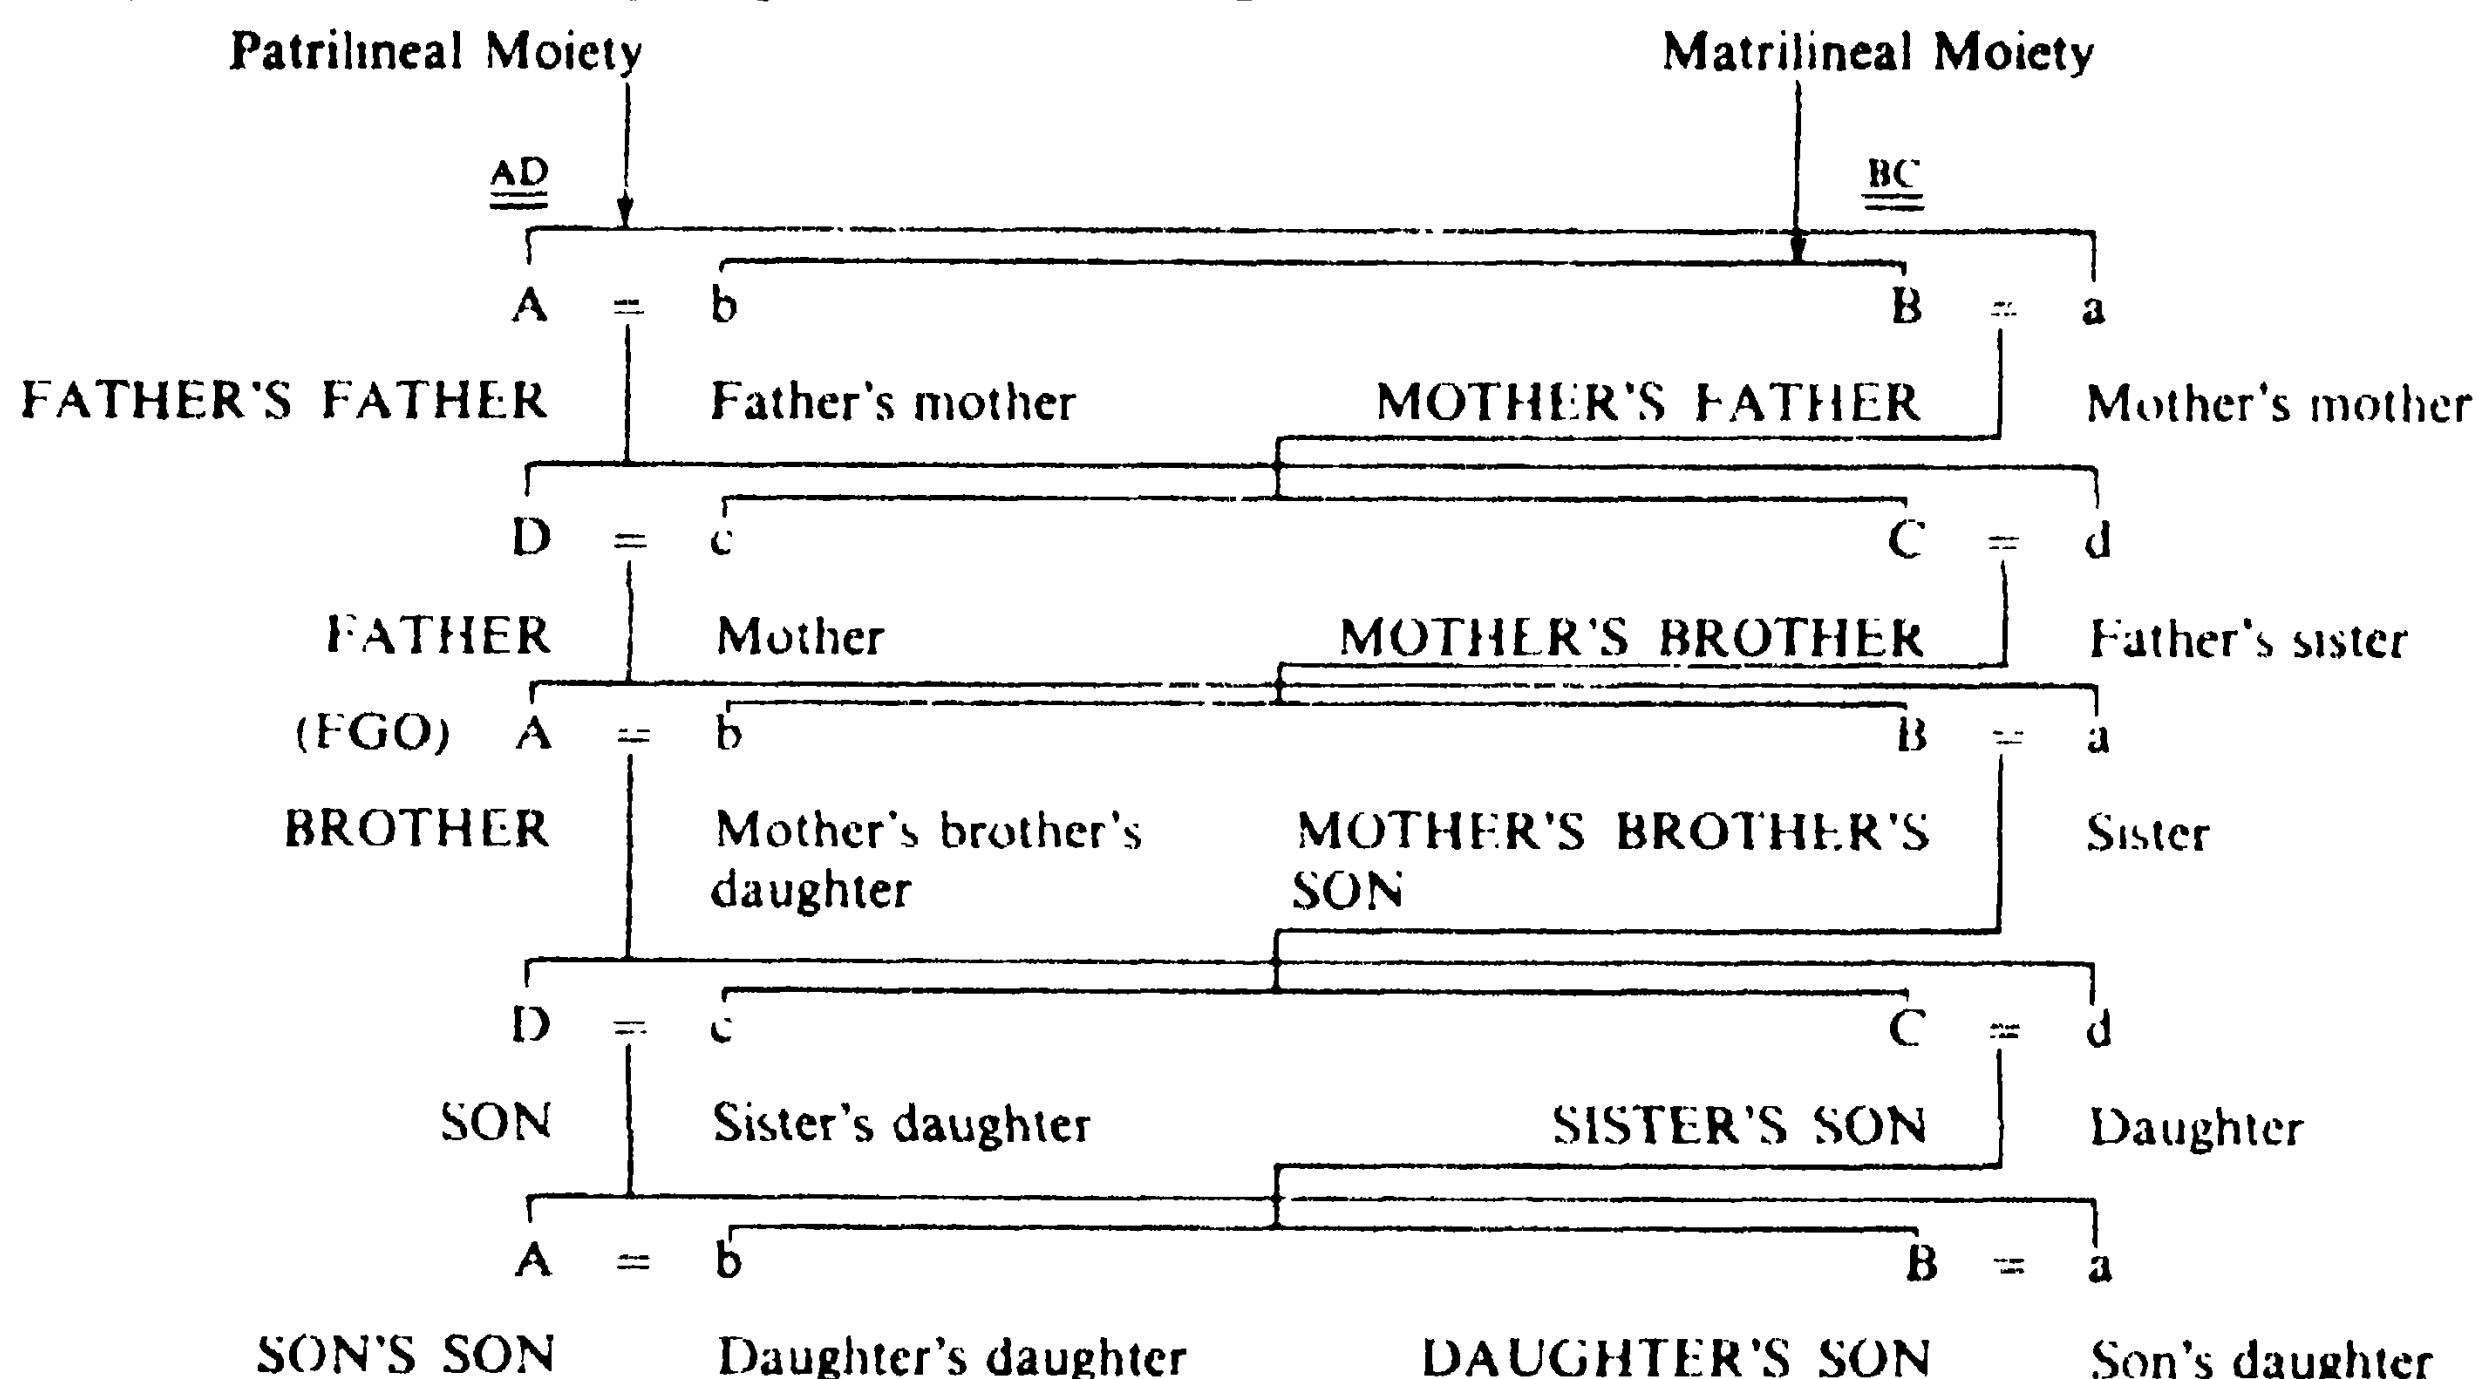 Patrilineal Moiety Matrilineal Moiety
AD BC
A = b B = a
FATHER'S FATHER Father's mother MOTHER'S FATHER Mother's mother
D = c C = d
FATHER Mother MOTHER'S BROTHER Father's sister
(EGO) A = b B = a
BROTHER Mother's brother's MOTHER'S BROTHER'S Sister
daughter SON
D = c C = d
SON Sister's daughter SISTER'S SON Daughter
A = b B = a
SON'S SON Daughter's daughter DAUGHTER'S SON Son's daughter